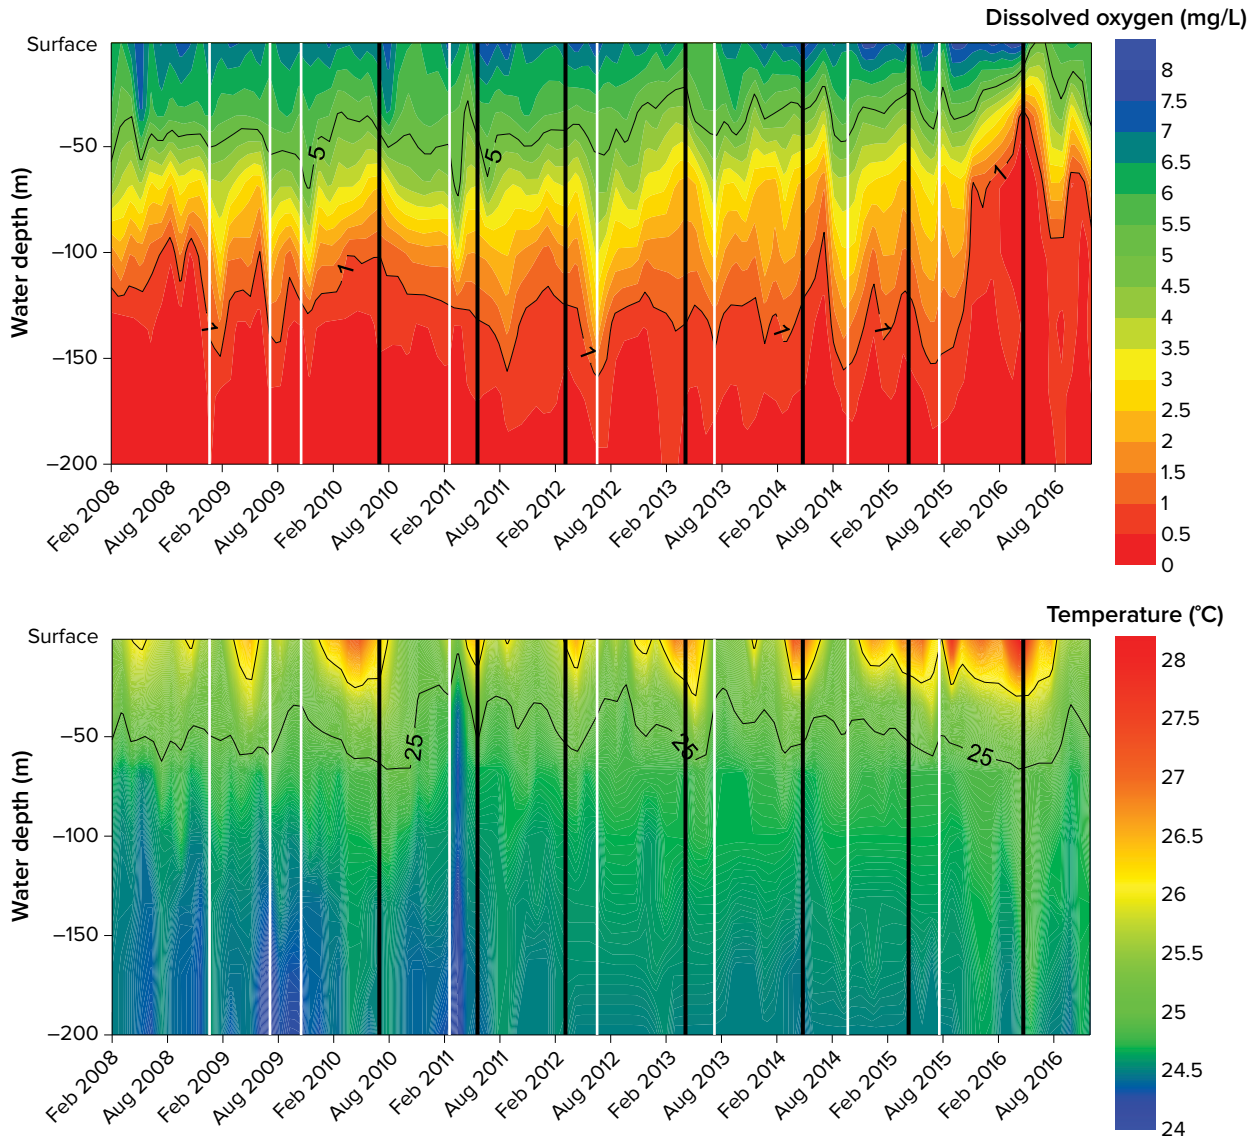 Dissolved oxygen (mg/L)
Surface
−50
−100
−150
−200
Water depth (m)
5
5
1
1
1
1
1
1
Feb 2008
Aug 2008
Feb 2009
Aug 2009
Feb 2010
Aug 2010
Feb 2011
Aug 2011
Feb 2012
Aug 2012
Feb 2013
Aug 2013
Feb 2014
Aug 2014
Feb 2015
Aug 2015
Feb 2016
Aug 2016
8
7.5
7
6.5
6
5.5
5
4.5
4
3.5
3
2.5
2
1.5
1
0.5
0
Temperature (°C)
Surface
−50
−100
−150
−200
Water depth (m)
25
25
25
Feb 2008
Aug 2008
Feb 2009
Aug 2009
Feb 2010
Aug 2010
Feb 2011
Aug 2011
Feb 2012
Aug 2012
Feb 2013
Aug 2013
Feb 2014
Aug 2014
Feb 2015
Aug 2015
Feb 2016
Aug 2016
28
27.5
27
26.5
26
25.5
25
24.5
24